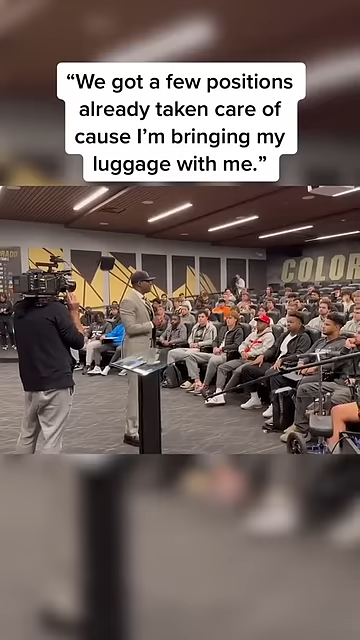 “We got a few positions
already taken care of
cause I’m bringing my
luggage with me.”
COLOR